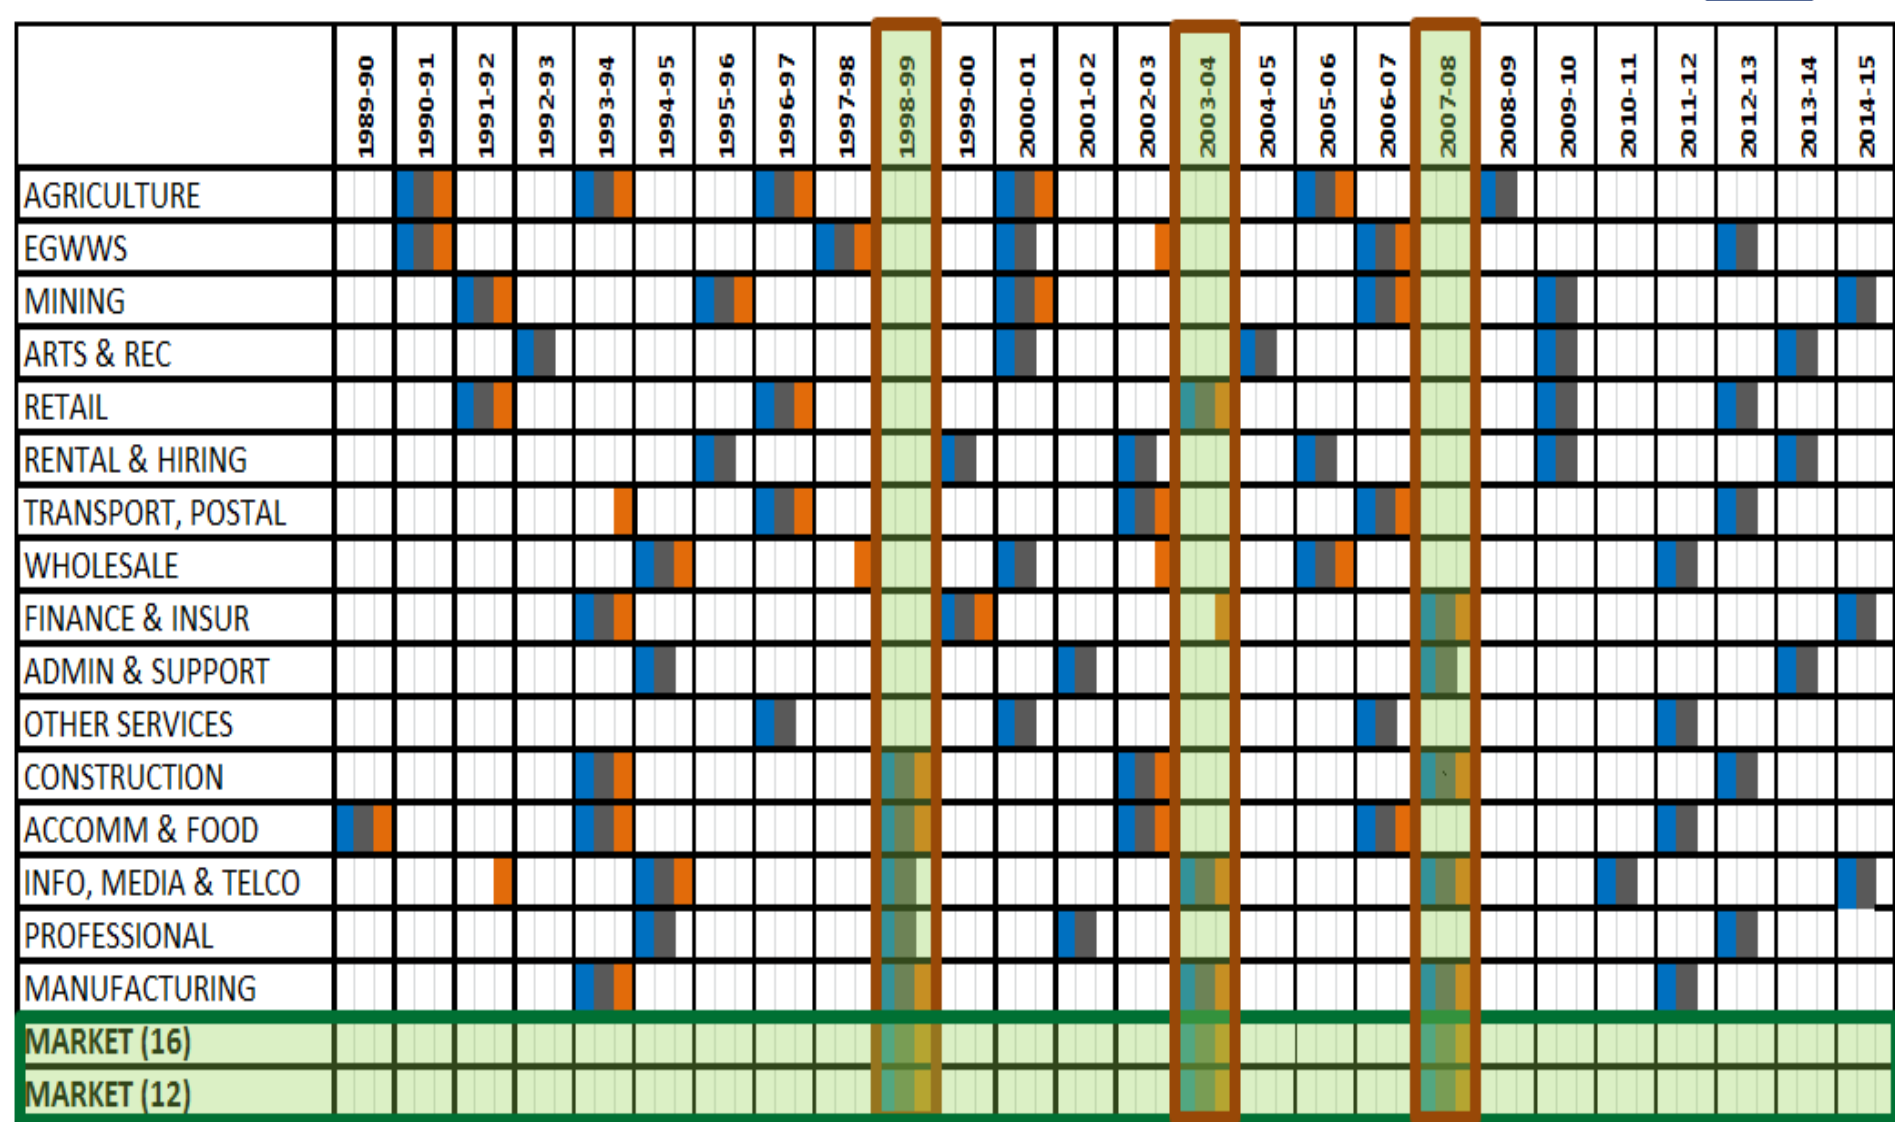 1989-90 1990-91 1991-92 1992-93 1993-94 1994-95 1995-96 1996-97 1997-98 1998-99 1999-00 2000-01 2001-02 2002-03 2003-04 2004-05 2005-06 2006-07 2007-08 2008-09 2009-10 2010-11 2011-12 2012-13 2013-14 2014-15
AGRICULTURE
EGWWS
MINING
ARTS & REC
RETAIL
RENTAL & HIRING
TRANSPORT, POSTAL
WHOLESALE
FINANCE & INSUR
ADMIN & SUPPORT
OTHER SERVICES
CONSTRUCTION
ACCOMM & FOOD
INFO, MEDIA & TELCO
PROFESSIONAL
MANUFACTURING
MARKET (16)
MARKET (12)